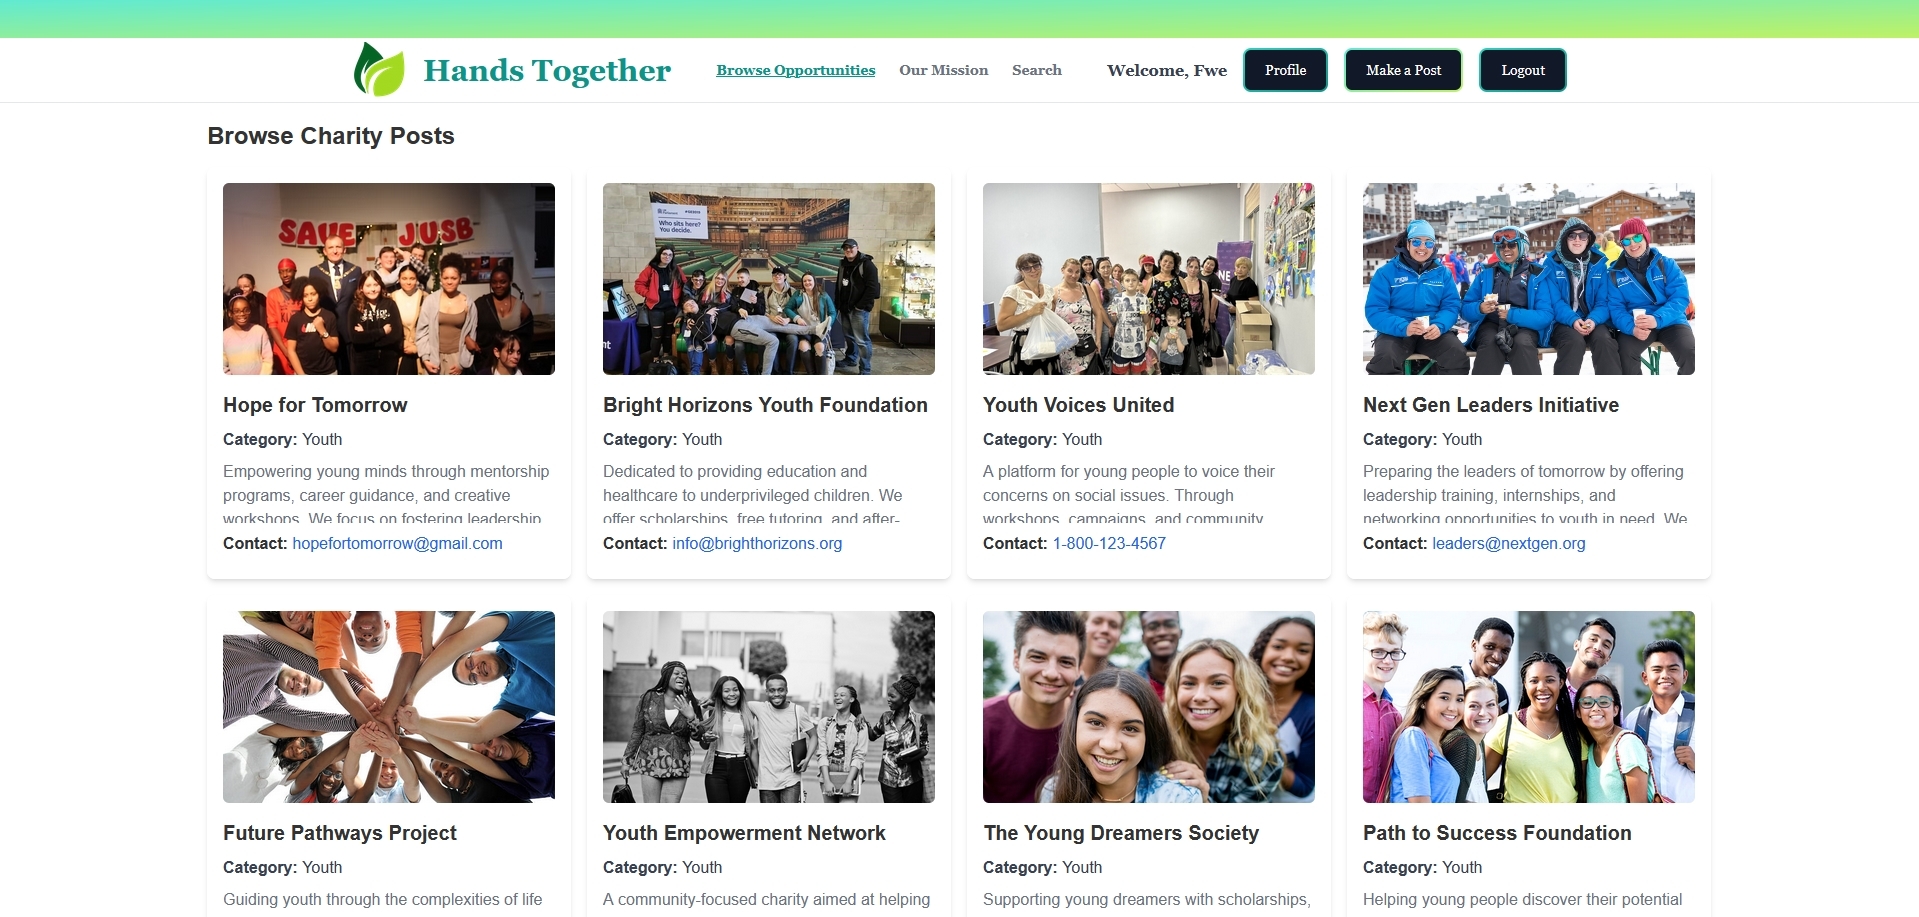 Hands Together
Browse Opportunities
Our Mission
Search
Welcome, Fwe
Profile
Make a Post
Logout
Browse Charity Posts
SAVE JUSB
Who sits here?
You decide.
Hope for Tomorrow
Category: Youth
Empowering young minds through mentorship
programs, career guidance, and creative
workshops. We focus on fostering leadership
Contact: hopefortomorrow@gmail.com
Bright Horizons Youth Foundation
Category: Youth
Dedicated to providing education and
healthcare to underprivileged children. We
offer scholarships, free tutoring, and after-
Contact: info@brighthorizons.org
Youth Voices United
Category: Youth
A platform for young people to voice their
concerns on social issues. Through
workshops, campaigns, and community
Contact: 1-800-123-4567
Next Gen Leaders Initiative
Category: Youth
Preparing the leaders of tomorrow by offering
leadership training, internships, and
networking opportunities to youth in need. We
Contact: leaders@nextgen.org
Future Pathways Project
Category: Youth
Guiding youth through the complexities of life
Youth Empowerment Network
Category: Youth
A community-focused charity aimed at helping
The Young Dreamers Society
Category: Youth
Supporting young dreamers with scholarships,
Path to Success Foundation
Category: Youth
Helping young people discover their potential